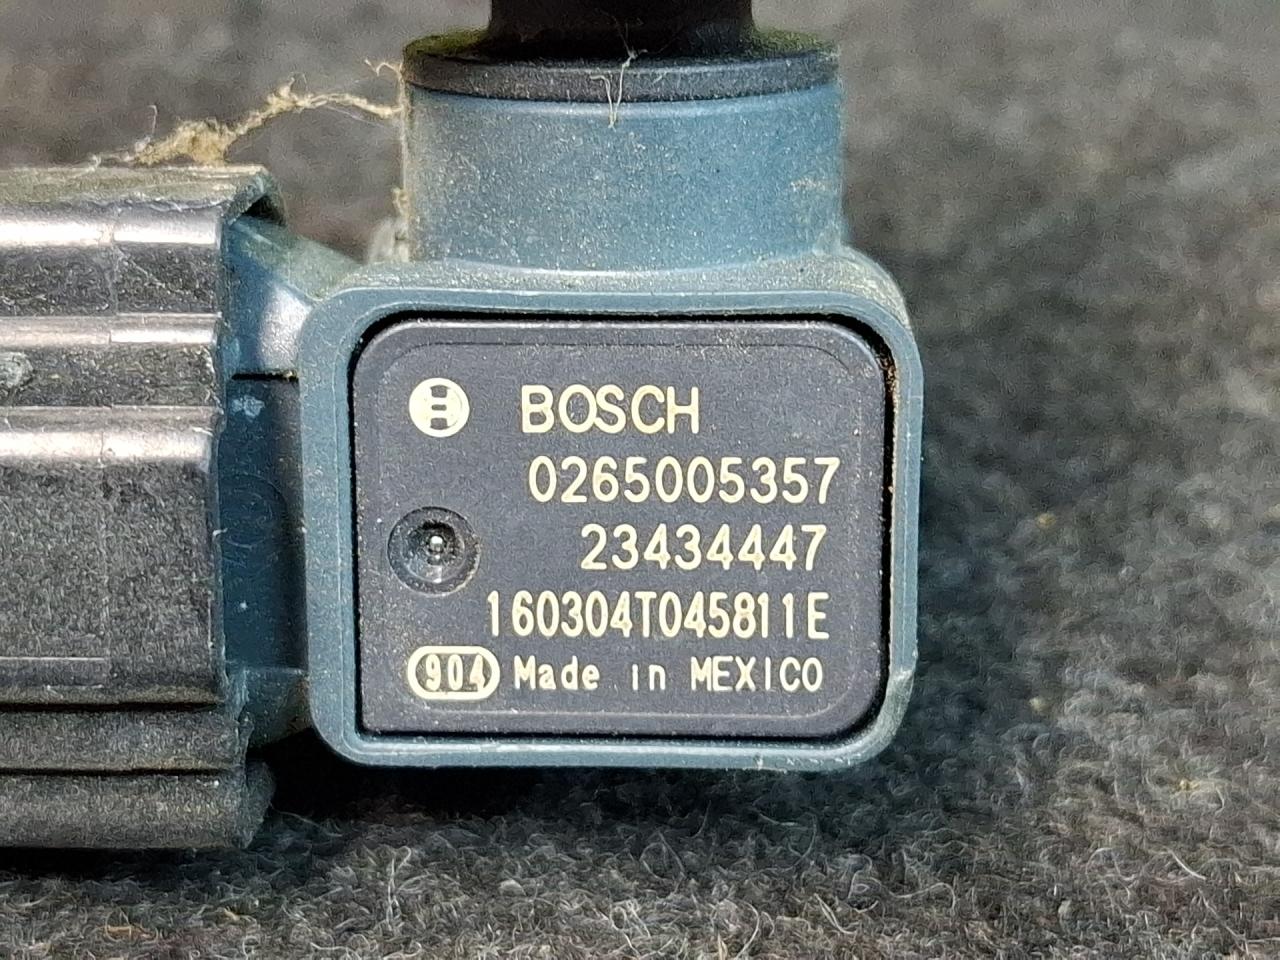 BOSCH
0265005357
23434447
160304T045811E
904 Made in MEXICO